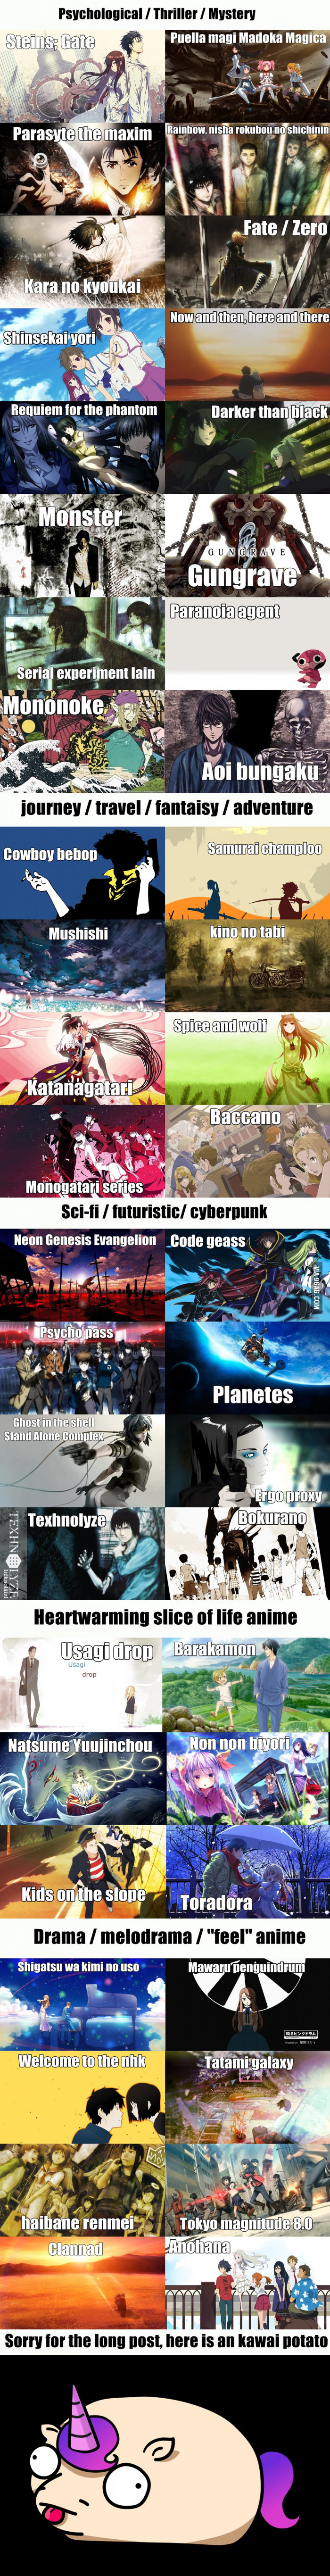 Psychological / Thriller / Mystery
Steins; Gate
Puella magi Madoka Magica
Parasyte the maxim
Rainbow, nisha rokubou no shichinin
Kara no kyoukai
Fate / Zero
Shinsekai yori
Now and then, here and there
Requiem for the phantom
Darker than black
Monster
GUNGRAVE
Gungrave
Serial experiment lain
Paranoia agent
Mononoke
Aoi bungaku
journey / travel / fantaisy / adventure
Cowboy bebop
Samurai champloo
Mushishi
kino no tabi
Katanagatari
Spice and wolf
Monogatari series
Baccano
Sci-fi / futuristic/ cyberpunk
Neon Genesis Evangelion
Code geass
VIA 9GAG.COM
Psycho pass
Planetes
Ghost in the shell
Stand Alone Complex
Ergo proxy
TEXHNOLYZE
Texhnolyze
Bokurano
Heartwarming slice of life anime
Usagi drop
Usagi
drop
Barakamon
Natsume Yuujinchou
Non non biyori
Kids on the slope
Toradora
Drama / melodrama / "feel" anime
Shigatsu wa kimi no uso
Mawaru penguindrum
Welcome to the nhk
Tatami galaxy
haibane renmei
Tokyo magnitude 8.0
Clannad
Anohana
Sorry for the long post, here is an kawai potato